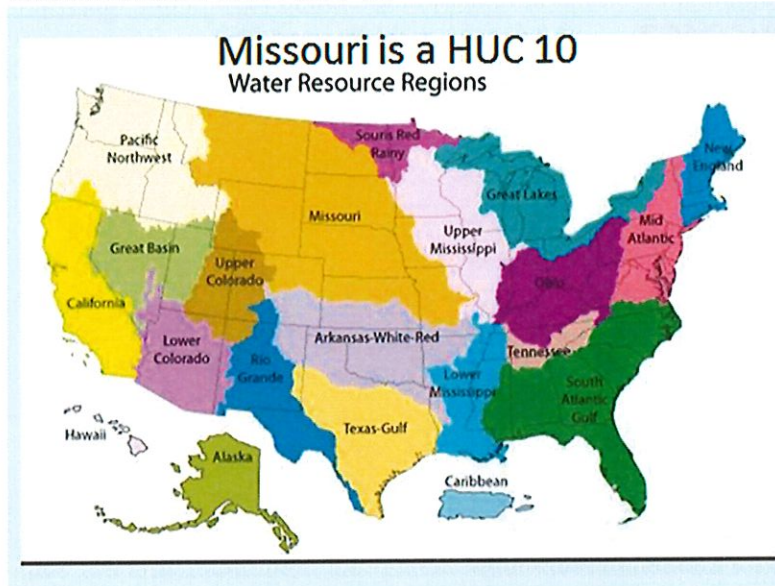 Missouri is a HUC 10
Water Resource Regions
Pacific
Northwest
Souris Red
Rainy
New
England
Great Lakes
Missouri
Upper
Mississippi
Mid
Atlantic
Great Basin
Upper
Colorado
Ohio
California
Lower
Colorado
Arkansas-White-Red
Tennessee
Rio
Grande
Lower
Mississippi
South
Atlantic
Gulf
Texas-Gulf
Hawaii
Alaska
Caribbean